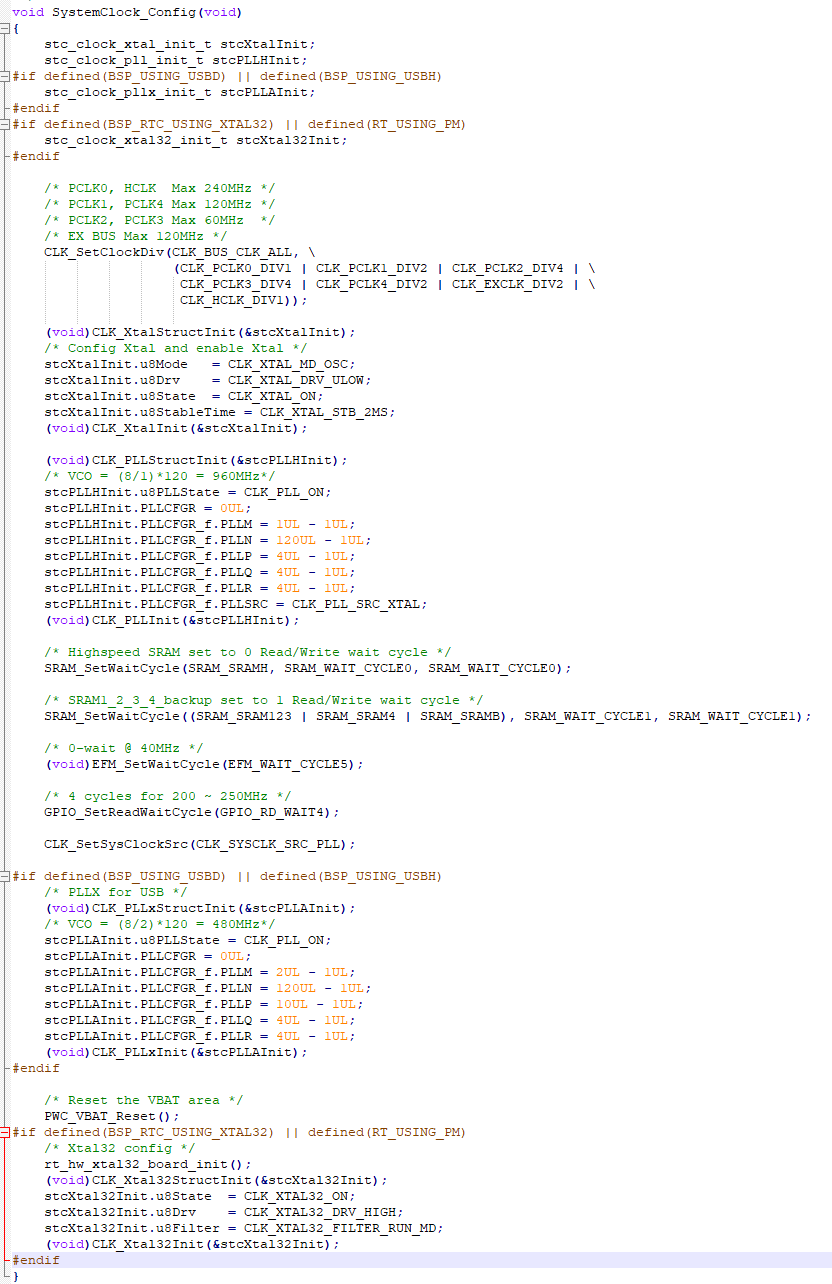 void SystemClock_Config(void)
{
    stc_clock_xtal_init_t stcXtalInit;
    stc_clock_pll_init_t stcPLLHInit;
#if defined(BSP_USING_USBD) || defined(BSP_USING_USBH)
    stc_clock_pllx_init_t stcPLLAInit;
#endif
#if defined(BSP_RTC_USING_XTAL32) || defined(RT_USING_PM)
    stc_clock_xtal32_init_t stcXtal32Init;
#endif

    /* PCLK0, HCLK  Max 240MHz */
    /* PCLK1, PCLK4 Max 120MHz */
    /* PCLK2, PCLK3 Max 60MHz  */
    /* EX BUS Max 120MHz */
    CLK_SetClockDiv(CLK_BUS_CLK_ALL, \
                    (CLK_PCLK0_DIV1 | CLK_PCLK1_DIV2 | CLK_PCLK2_DIV4 | \
                     CLK_PCLK3_DIV4 | CLK_PCLK4_DIV2 | CLK_EXCLK_DIV2 | \
                     CLK_HCLK_DIV1));

    (void)CLK_XtalStructInit(&stcXtalInit);
    /* Config Xtal and enable Xtal */
    stcXtalInit.u8Mode   = CLK_XTAL_MD_OSC;
    stcXtalInit.u8Drv    = CLK_XTAL_DRV_ULOW;
    stcXtalInit.u8State  = CLK_XTAL_ON;
    stcXtalInit.u8StableTime = CLK_XTAL_STB_2MS;
    (void)CLK_XtalInit(&stcXtalInit);

    (void)CLK_PLLStructInit(&stcPLLHInit);
    /* VCO = (8/1)*120 = 960MHz*/
    stcPLLHInit.u8PLLState = CLK_PLL_ON;
    stcPLLHInit.PLLCFGR = 0UL;
    stcPLLHInit.PLLCFGR_f.PLLM = 1UL - 1UL;
    stcPLLHInit.PLLCFGR_f.PLLN = 120UL - 1UL;
    stcPLLHInit.PLLCFGR_f.PLLP = 4UL - 1UL;
    stcPLLHInit.PLLCFGR_f.PLLQ = 4UL - 1UL;
    stcPLLHInit.PLLCFGR_f.PLLR = 4UL - 1UL;
    stcPLLHInit.PLLCFGR_f.PLLSRC = CLK_PLL_SRC_XTAL;
    (void)CLK_PLLInit(&stcPLLHInit);

    /* Highspeed SRAM set to 0 Read/Write wait cycle */
    SRAM_SetWaitCycle(SRAM_SRAMH, SRAM_WAIT_CYCLE0, SRAM_WAIT_CYCLE0);

    /* SRAM1_2_3_4_backup set to 1 Read/Write wait cycle */
    SRAM_SetWaitCycle((SRAM_SRAM123 | SRAM_SRAM4 | SRAM_SRAMB), SRAM_WAIT_CYCLE1, SRAM_WAIT_CYCLE1);

    /* 0-wait @ 40MHz */
    (void)EFM_SetWaitCycle(EFM_WAIT_CYCLE5);

    /* 4 cycles for 200 ~ 250MHz */
    GPIO_SetReadWaitCycle(GPIO_RD_WAIT4);

    CLK_SetSysClockSrc(CLK_SYSCLK_SRC_PLL);

#if defined(BSP_USING_USBD) || defined(BSP_USING_USBH)
    /* PLLX for USB */
    (void)CLK_PLLxStructInit(&stcPLLAInit);
    /* VCO = (8/2)*120 = 480MHz*/
    stcPLLAInit.u8PLLState = CLK_PLL_ON;
    stcPLLAInit.PLLCFGR = 0UL;
    stcPLLAInit.PLLCFGR_f.PLLM = 2UL - 1UL;
    stcPLLAInit.PLLCFGR_f.PLLN = 120UL - 1UL;
    stcPLLAInit.PLLCFGR_f.PLLP = 10UL - 1UL;
    stcPLLAInit.PLLCFGR_f.PLLQ = 4UL - 1UL;
    stcPLLAInit.PLLCFGR_f.PLLR = 4UL - 1UL;
    (void)CLK_PLLxInit(&stcPLLAInit);
#endif

    /* Reset the VBAT area */
    PWC_VBAT_Reset();
#if defined(BSP_RTC_USING_XTAL32) || defined(RT_USING_PM)
    /* Xtal32 config */
    rt_hw_xtal32_board_init();
    (void)CLK_Xtal32StructInit(&stcXtal32Init);
    stcXtal32Init.u8State  = CLK_XTAL32_ON;
    stcXtal32Init.u8Drv    = CLK_XTAL32_DRV_HIGH;
    stcXtal32Init.u8Filter = CLK_XTAL32_FILTER_RUN_MD;
    (void)CLK_Xtal32Init(&stcXtal32Init);
#endif
}